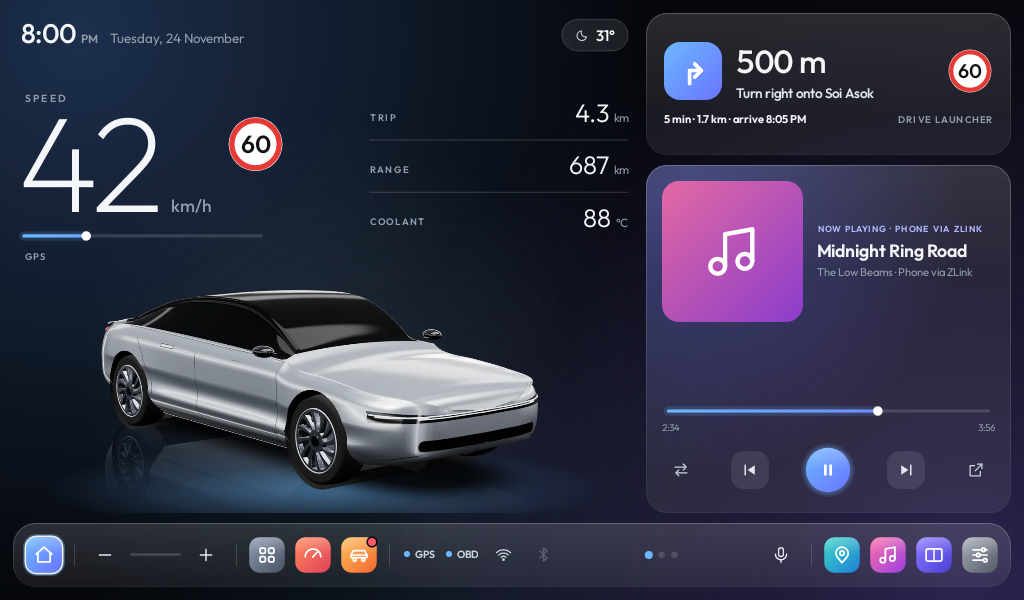 8:00 PM Tuesday, 24 November
31°
SPEED
42 km/h
60
GPS
TRIP 4.3 km
RANGE 687 km
COOLANT 88 °C
500 m
Turn right onto Soi Asok
60
5 min · 1.7 km · arrive 8:05 PM
DRIVE LAUNCHER
NOW PLAYING · PHONE VIA ZLINK
Midnight Ring Road
The Low Beams · Phone via ZLink
2:34
3:56
GPS OBD